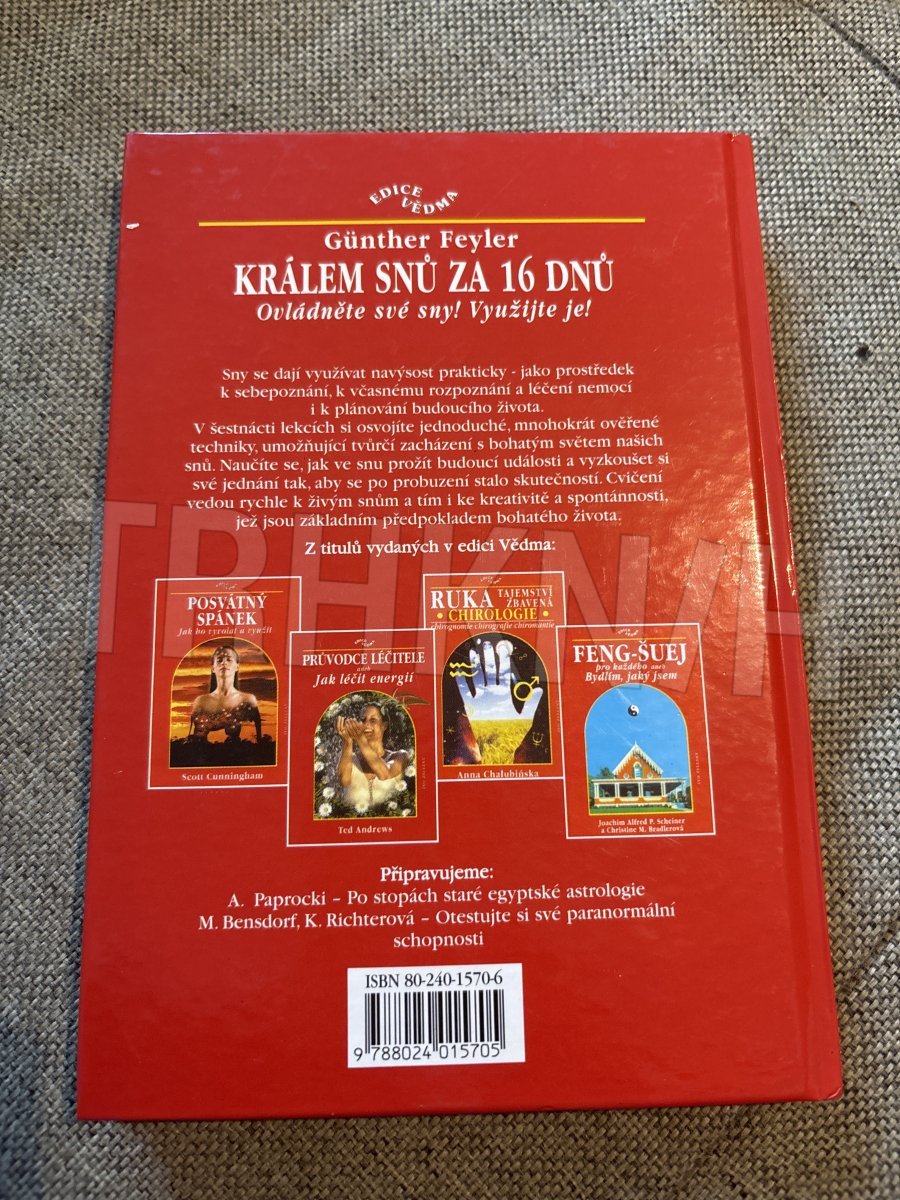 EDICE VĚDMA
Günther Feyler
KRÁLEM SNŮ ZA 16 DNŮ
Ovládněte své sny! Využijte je!
Sny se dají využívat navýsost prakticky - jako prostředek
k sebepoznání, k včasnému rozpoznání a léčení nemocí
i k plánování budoucího života.
V šestnácti lekcích si osvojíte jednoduché, mnohokrát ověřené
techniky, umožňující tvůrčí zacházení s bohatým světem našich
snů. Naučíte se, jak ve snu prožít budoucí události a vyzkoušet si
své jednání tak, aby se po probuzení stalo skutečností. Cvičení
vedou rychle k živým snům a tím i ke kreativitě a spontánnosti,
jež jsou základním předpokladem bohatého života.
Z titulů vydaných v edici Vědma:
POSVÁTNÝ
SPÁNEK
Jak ho vyvolat a využít
Scott Cunningham
PRŮVODCE LÉČITELE
aneb
Jak léčit energií
Ted Andrews
RUKA TAJEMSTVÍ
ZBAVENÁ
• CHIROLOGIE •
chirognomie chirografie chiromantie
Anna Chalubińska
FENG-ŠUEJ
pro každého aneb
Bydlím, jaký jsem
Joachim Alfred P. Scheiner
a Christine M. Bradlerová
Připravujeme:
A. Paprocki – Po stopách staré egyptské astrologie
M. Bensdorf, K. Richterová – Otestujte si své paranormální
schopnosti
ISBN 80-240-1570-6
9 788024 015705